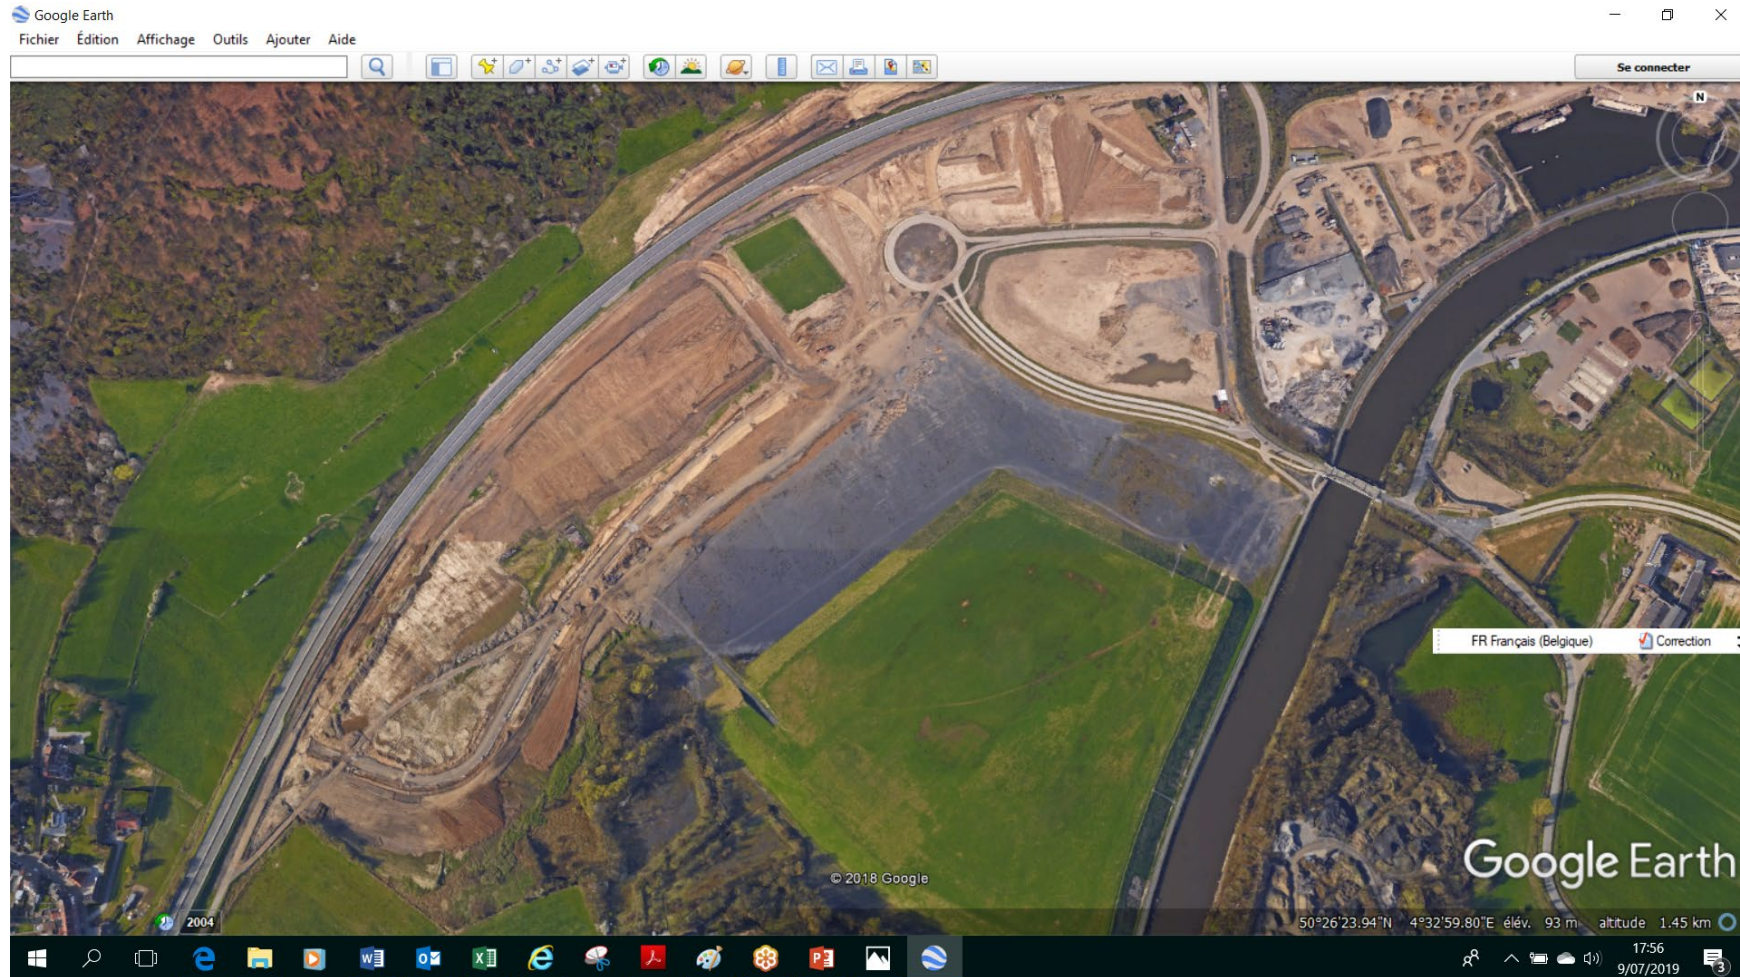 Google Earth
Fichier Édition Affichage Outils Ajouter Aide
Se connecter
N
FR Français (Belgique) Correction
Google Earth
© 2018 Google
2004
50°26'23.94"N 4°32'59.80"E élév. 93 m altitude 1.45 km
17:56
9/07/2019
3